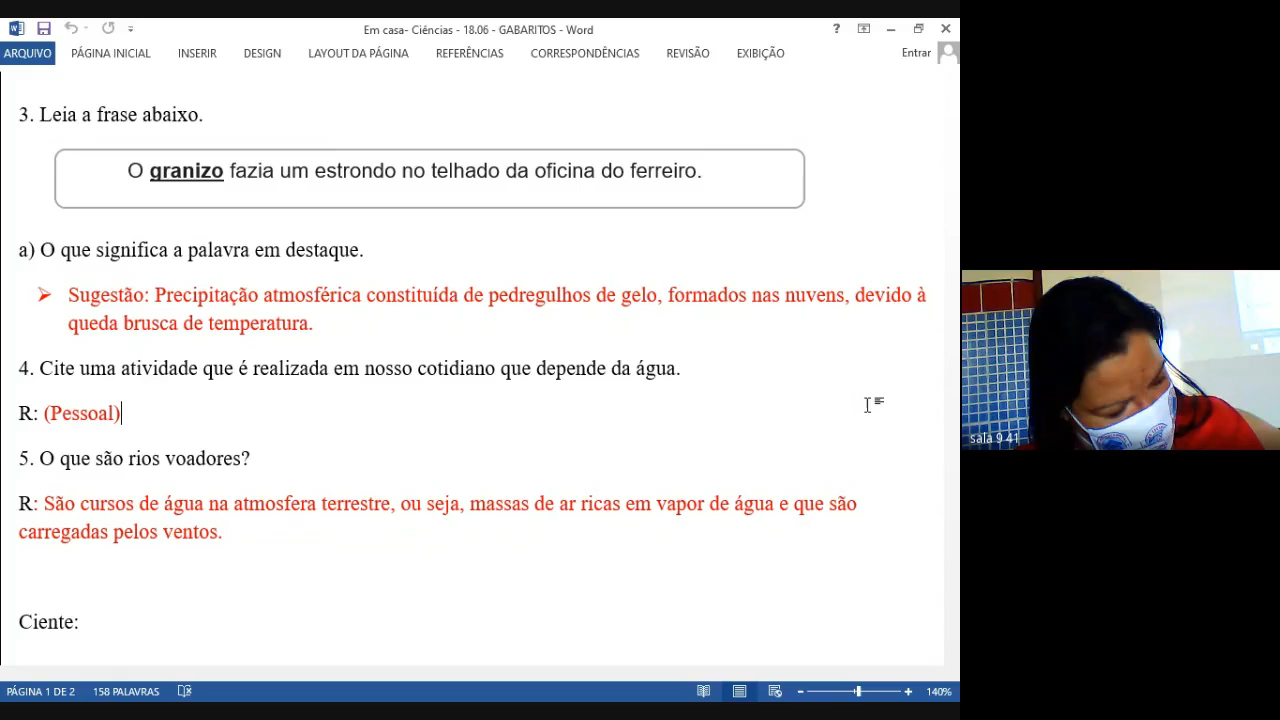 Em casa- Ciências - 18.06 - GABARITOS - Word
?
ARQUIVO PÁGINA INICIAL INSERIR DESIGN LAYOUT DA PÁGINA REFERÊNCIAS CORRESPONDÊNCIAS REVISÃO EXIBIÇÃO Entrar
3. Leia a frase abaixo.
O granizo fazia um estrondo no telhado da oficina do ferreiro.
a) O que significa a palavra em destaque.
Sugestão: Precipitação atmosférica constituída de pedregulhos de gelo, formados nas nuvens, devido à
queda brusca de temperatura.
4. Cite uma atividade que é realizada em nosso cotidiano que depende da água.
R: (Pessoal)
5. O que são rios voadores?
R: São cursos de água na atmosfera terrestre, ou seja, massas de ar ricas em vapor de água e que são
carregadas pelos ventos.
Ciente:
PÁGINA 1 DE 2 158 PALAVRAS 140%
sala 9 41